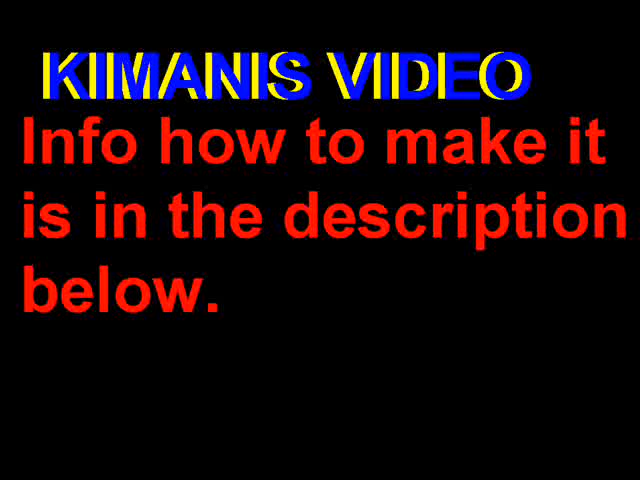 KIMANIS VIDEO
Info how to make it
is in the description
below.